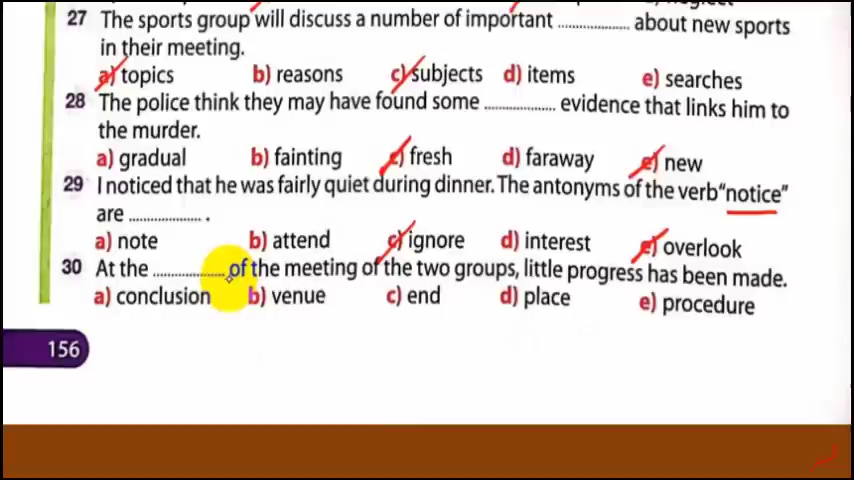 27 The sports group will discuss a number of important .............. about new sports
in their meeting.
a) topics b) reasons c) subjects d) items e) searches
28 The police think they may have found some .............. evidence that links him to
the murder.
a) gradual b) fainting c) fresh d) faraway e) new
29 I noticed that he was fairly quiet during dinner. The antonyms of the verb "notice"
are .............. .
a) note b) attend c) ignore d) interest e) overlook
30 At the .............. of the meeting of the two groups, little progress has been made.
a) conclusion b) venue c) end d) place e) procedure
156